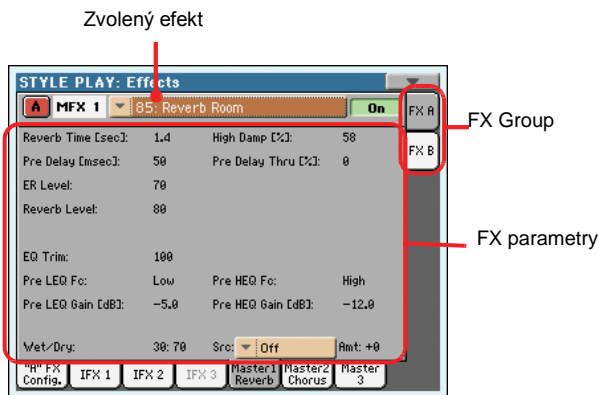 Zvolený efekt
STYLE PLAY: Effects
A MFX 1 85: Reverb Room On FX A
FX Group
Reverb Time [sec]: 1.4 High Damp [%]: 58
FX B
Pre Delay [msec]: 50 Pre Delay Thru [%]: 0
ER Level: 70
Reverb Level: 80
FX parametry
EQ Trim: 100
Pre LEQ Fc: Low Pre HEQ Fc: High
Pre LEQ Gain [dB]: -5.0 Pre HEQ Gain [dB]: -12.0
Wet/Dry: 30: 70 Src: Off Amt: +0
"A" FX Config. IFX 1 IFX 2 IFX 3 Master1 Reverb Master2 Chorus Master 3